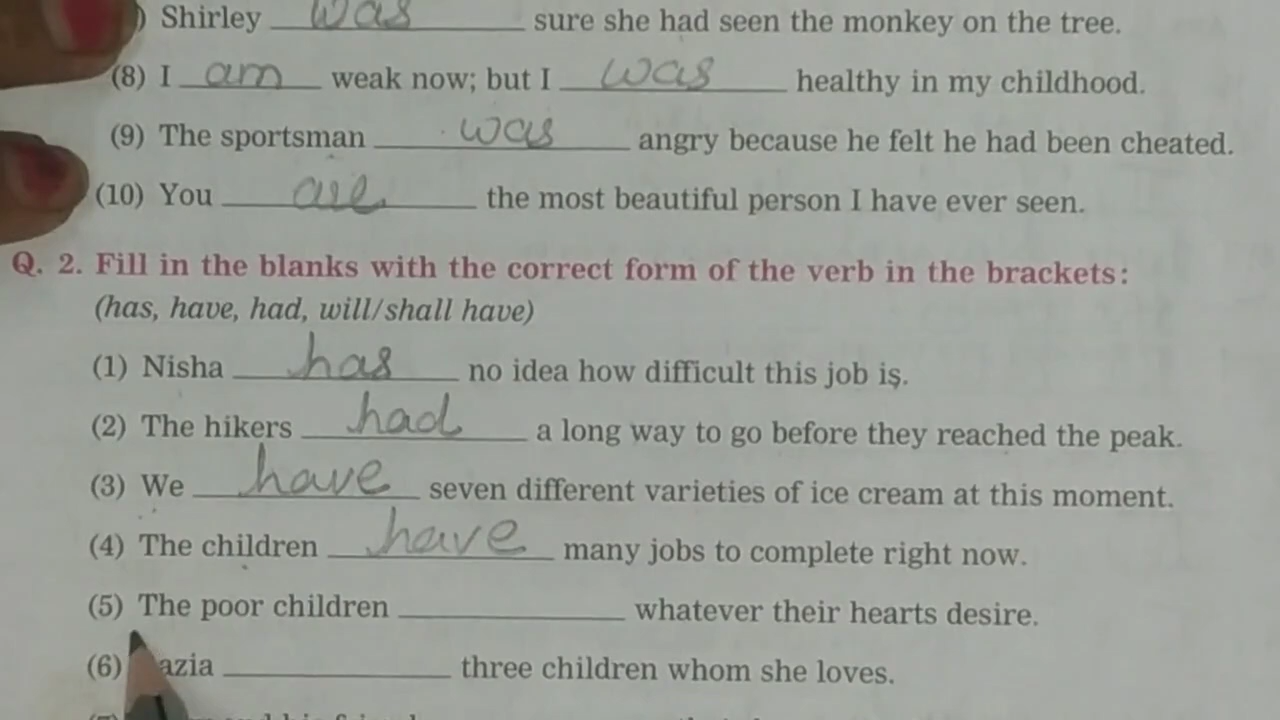 ) Shirley was sure she had seen the monkey on the tree.
(8) I am weak now; but I was healthy in my childhood.
(9) The sportsman was angry because he felt he had been cheated.
(10) You are the most beautiful person I have ever seen.
Q. 2. Fill in the blanks with the correct form of the verb in the brackets:
(has, have, had, will/shall have)
(1) Nisha has no idea how difficult this job is.
(2) The hikers had a long way to go before they reached the peak.
(3) We have seven different varieties of ice cream at this moment.
(4) The children have many jobs to complete right now.
(5) The poor children ____ whatever their hearts desire.
(6) azia ____ three children whom she loves.